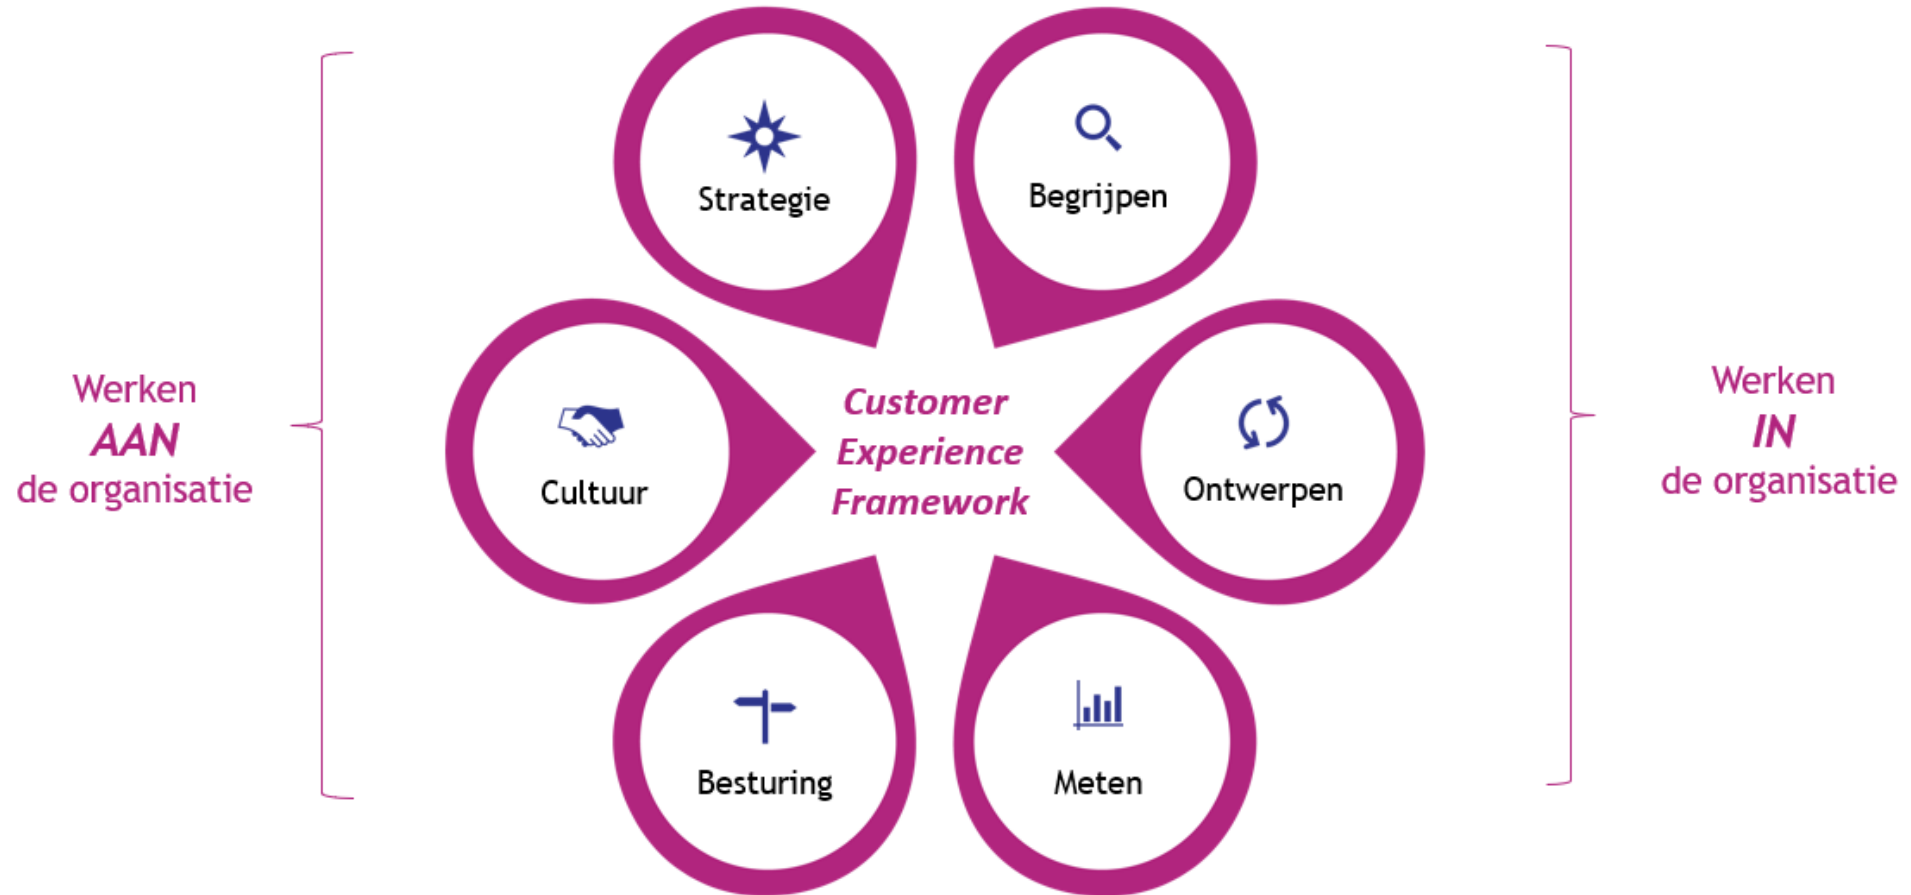 Strategie
Begrijpen
Werken
AAN
de organisatie
Cultuur
Customer
Experience
Framework
Ontwerpen
Werken
IN
de organisatie
Besturing
Meten